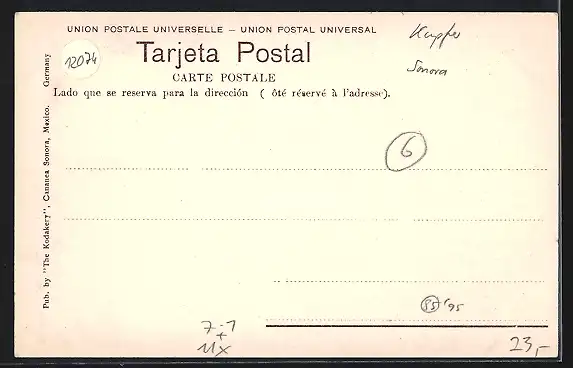 UNION POSTALE UNIVERSELLE – UNION POSTAL UNIVERSAL
Tarjeta Postal
CARTE POSTALE
Lado que se reserva para la dirección ( ôté réservé à l'adresse).
12074
Kupfer
Sonora
6
Pub. by "The Kodakery", Cananea Sonora, Mexico. Germany
85 '95
7-1
+
11x
23,-